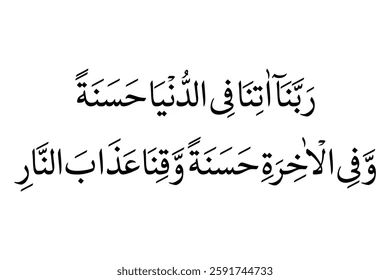 رَبَّنَآ اٰتِنَا فِى الدُّنْيَا حَسَنَةً
وَّفِى الْاٰخِرَةِ حَسَنَةً وَّقِنَا عَذَابَ النَّارِ
shutterstock.com · 2591744733